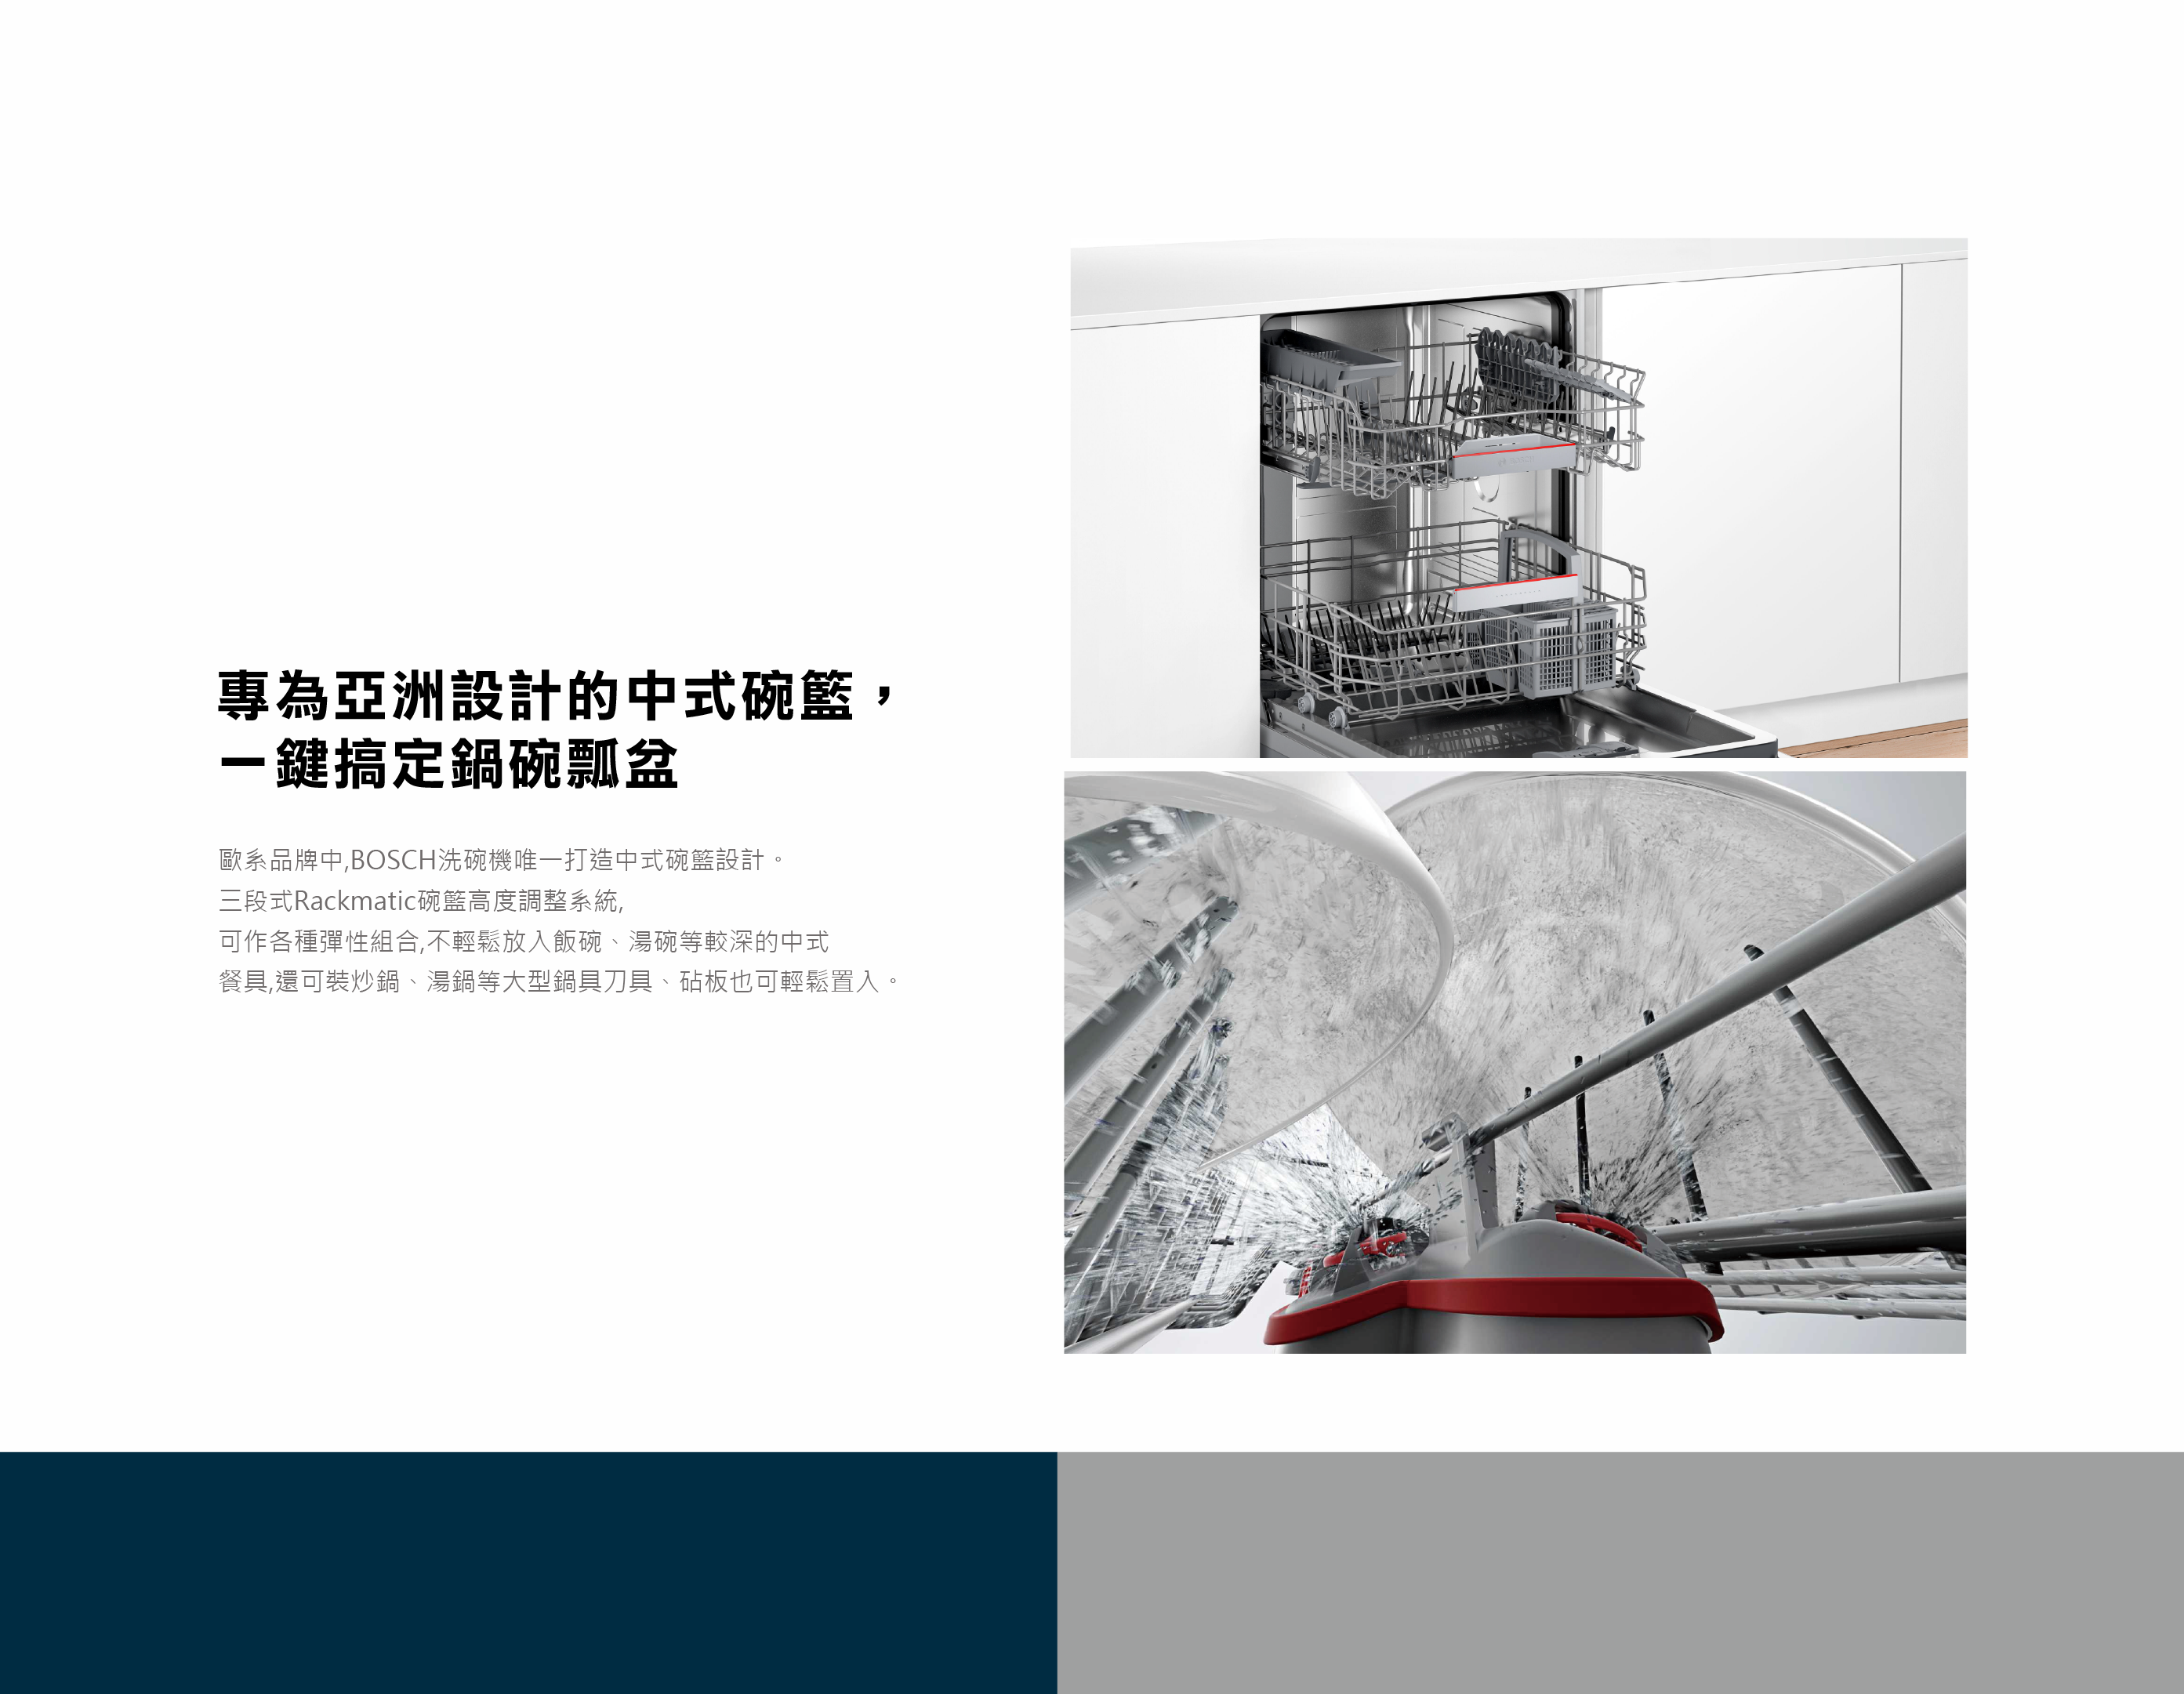 專為亞洲設計的中式碗籃，
一鍵搞定鍋碗瓢盆
歐系品牌中,BOSCH洗碗機唯一打造中式碗籃設計。
三段式Rackmatic碗籃高度調整系統,
可作各種彈性組合,不輕鬆放入飯碗、湯碗等較深的中式
餐具,還可裝炒鍋、湯鍋等大型鍋具刀具、砧板也可輕鬆置入。